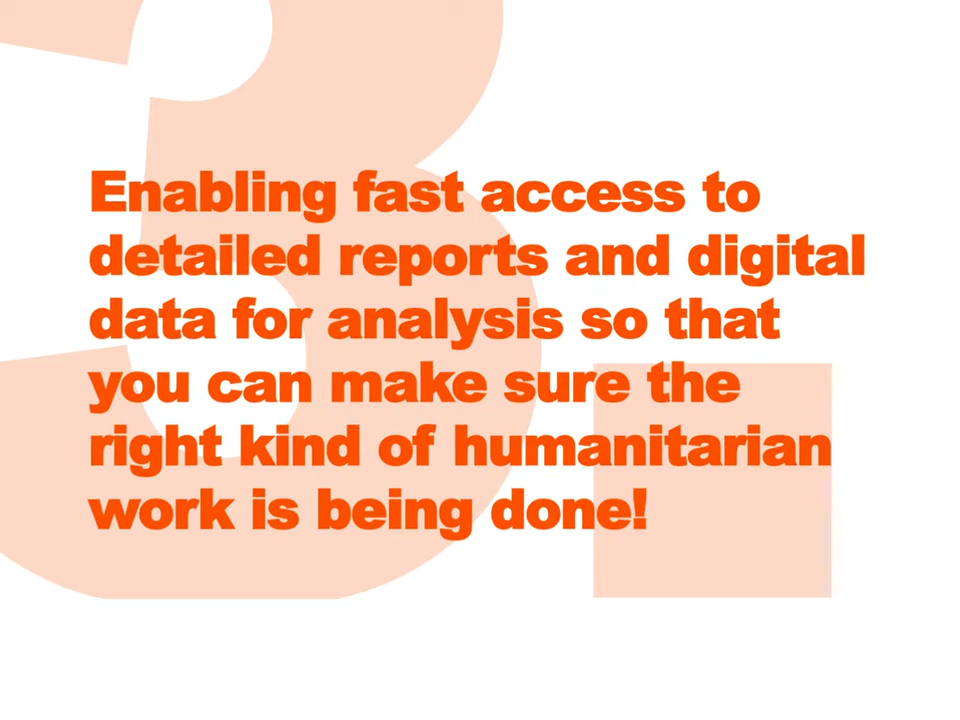 3.
Enabling fast access to
detailed reports and digital
data for analysis so that
you can make sure the
right kind of humanitarian
work is being done!